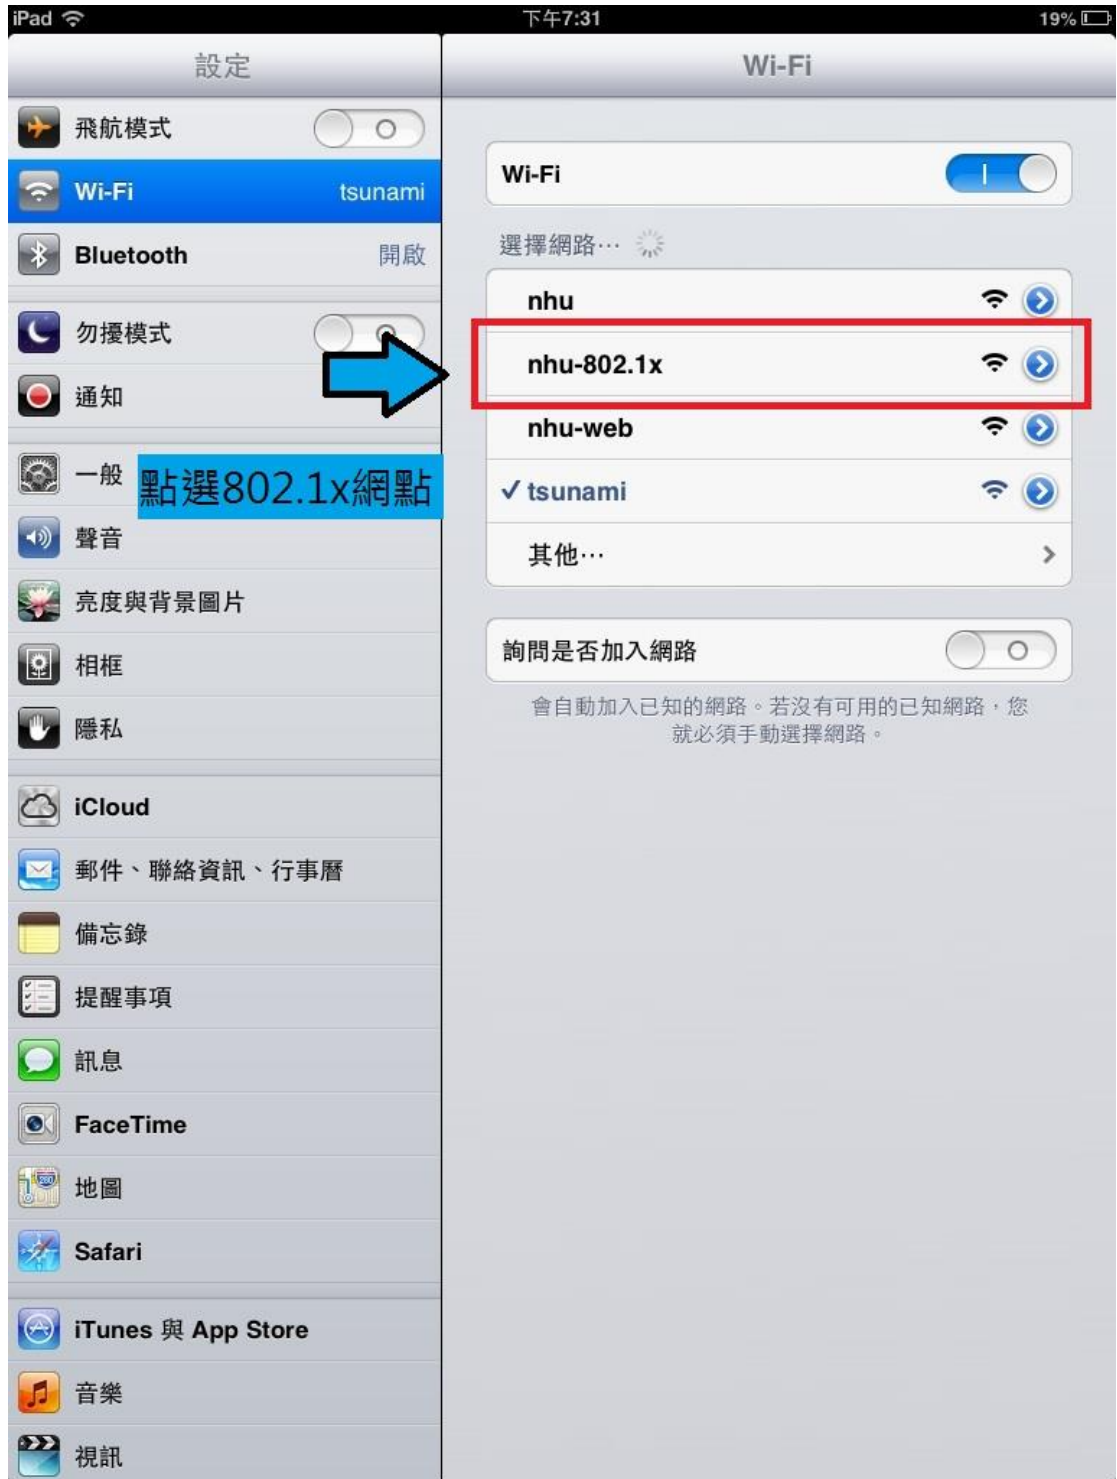 iPad 下午7:31 19%
設定
飛航模式
Wi-Fi tsunami
Bluetooth 開啟
勿擾模式
通知
一般
點選802.1x網點
聲音
亮度與背景圖片
相框
隱私
iCloud
郵件、聯絡資訊、行事曆
備忘錄
提醒事項
訊息
FaceTime
地圖
Safari
iTunes 與 App Store
音樂
視訊
Wi-Fi
Wi-Fi
選擇網路…
nhu
nhu-802.1x
nhu-web
✓ tsunami
其他…
詢問是否加入網路
會自動加入已知的網路。若沒有可用的已知網路，您
就必須手動選擇網路。